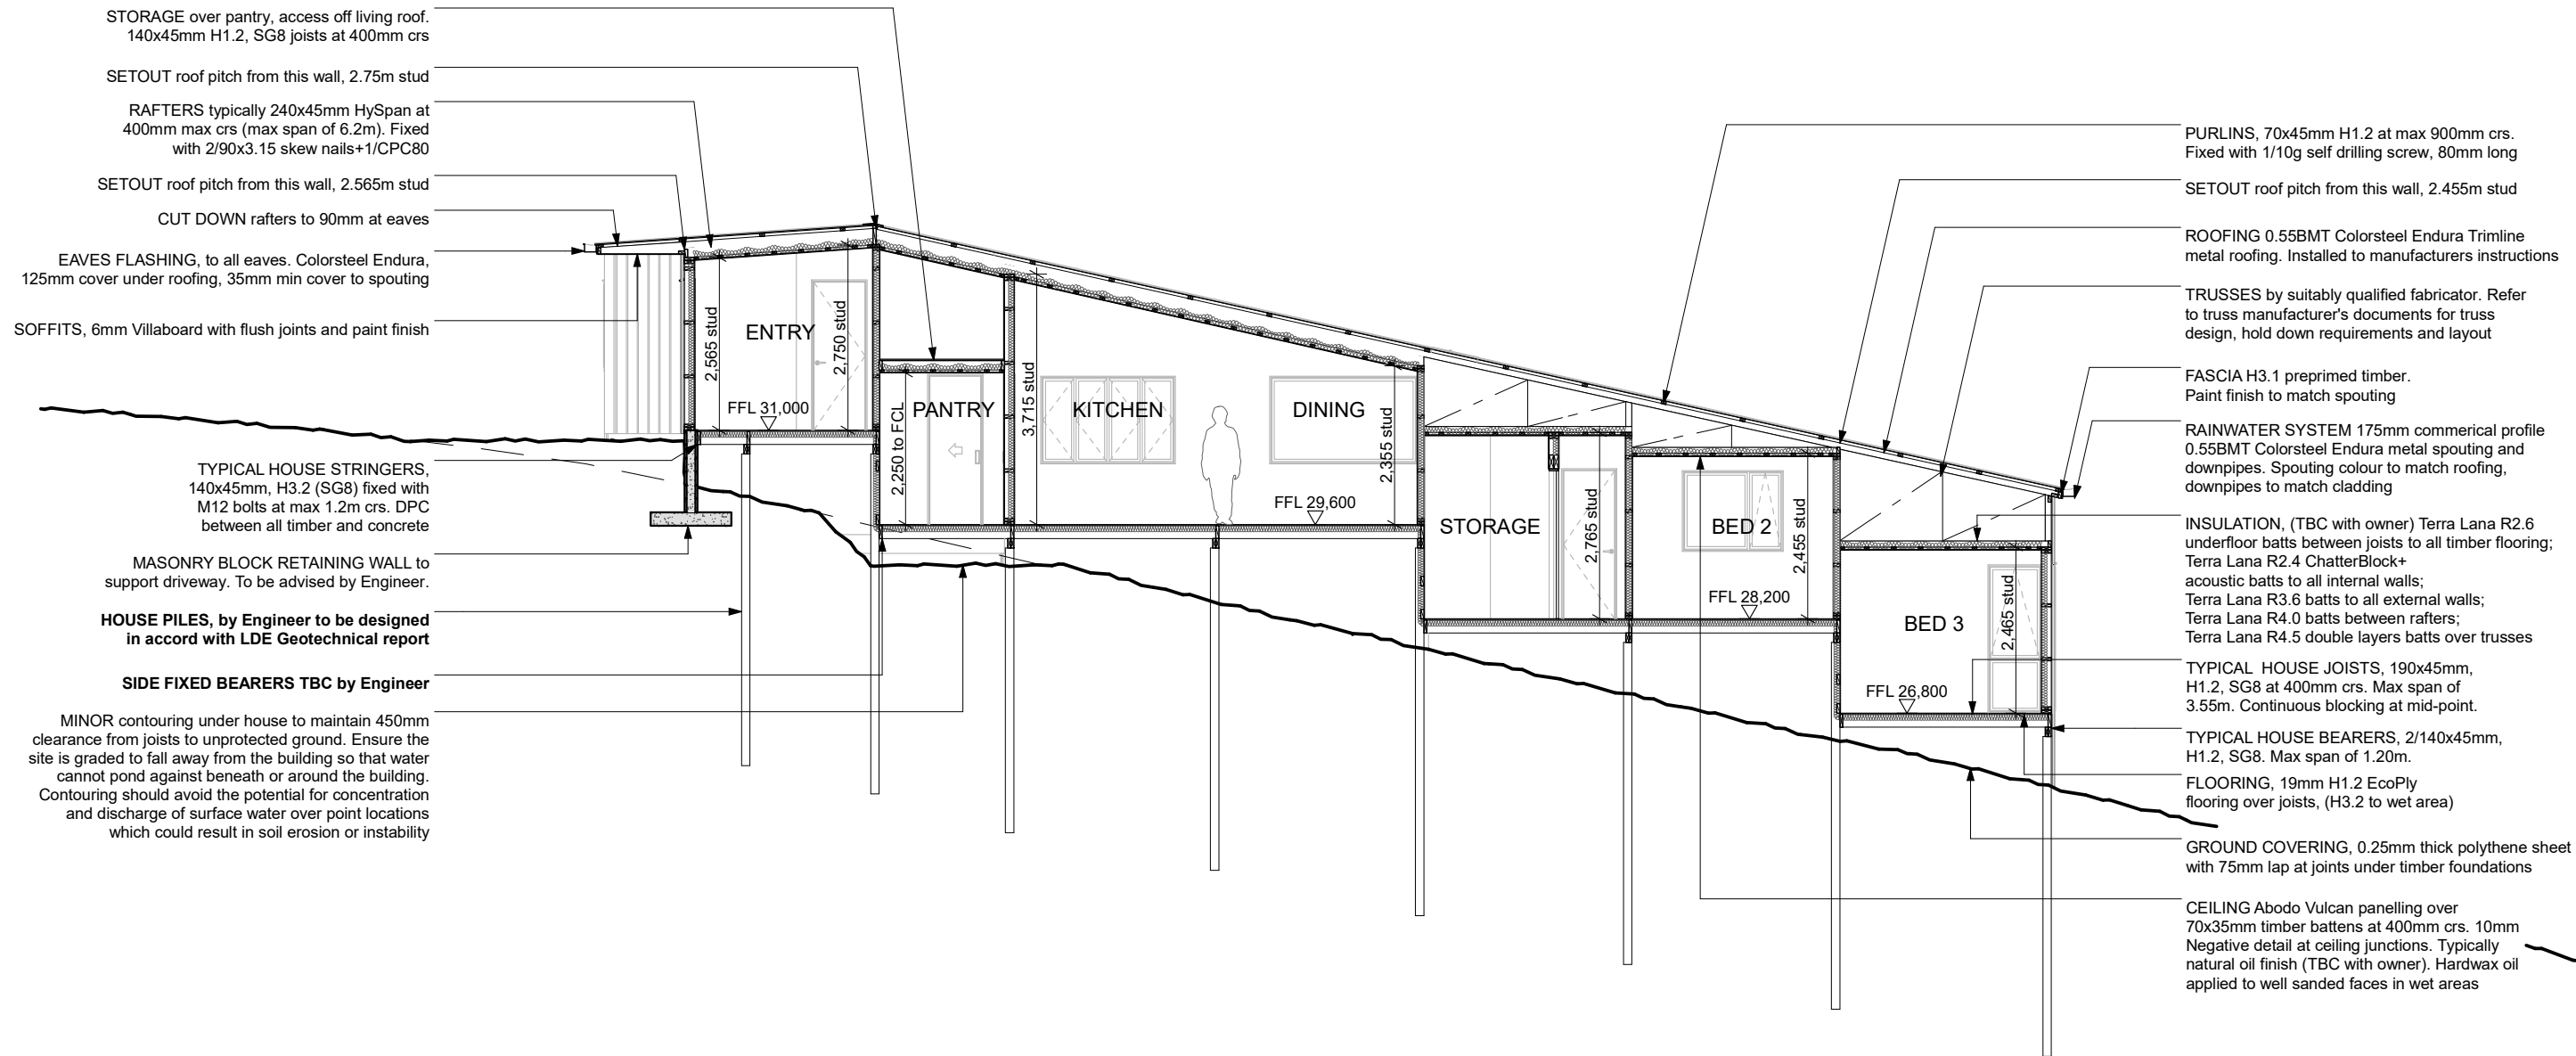 STORAGE over pantry, access off living roof.
140x45mm H1.2, SG8 joists at 400mm crs
SETOUT roof pitch from this wall, 2.75m stud
RAFTERS typically 240x45mm HySpan at
400mm max crs (max span of 6.2m). Fixed
with 2/90x3.15 skew nails+1/CPC80
SETOUT roof pitch from this wall, 2.565m stud
CUT DOWN rafters to 90mm at eaves
EAVES FLASHING, to all eaves. Colorsteel Endura,
125mm cover under roofing, 35mm min cover to spouting
SOFFITS, 6mm Villaboard with flush joints and paint finish
TYPICAL HOUSE STRINGERS,
140x45mm, H3.2 (SG8) fixed with
M12 bolts at max 1.2m crs. DPC
between all timber and concrete
MASONRY BLOCK RETAINING WALL to
support driveway. To be advised by Engineer.
HOUSE PILES, by Engineer to be designed
in accord with LDE Geotechnical report
SIDE FIXED BEARERS TBC by Engineer
MINOR contouring under house to maintain 450mm
clearance from joists to unprotected ground. Ensure the
site is graded to fall away from the building so that water
cannot pond against beneath or around the building.
Contouring should avoid the potential for concentration
and discharge of surface water over point locations
which could result in soil erosion or instability
2,565 stud
ENTRY
2,750 stud
FFL 31,000
2,250 to FCL
PANTRY
3,715 stud
KITCHEN
DINING
2,355 stud
FFL 29,600
STORAGE
2,765 stud
BED 2
2,455 stud
FFL 28,200
BED 3
2,465 stud
FFL 26,800
PURLINS, 70x45mm H1.2 at max 900mm crs.
Fixed with 1/10g self drilling screw, 80mm long
SETOUT roof pitch from this wall, 2.455m stud
ROOFING 0.55BMT Colorsteel Endura Trimline
metal roofing. Installed to manufacturers instructions
TRUSSES by suitably qualified fabricator. Refer
to truss manufacturer's documents for truss
design, hold down requirements and layout
FASCIA H3.1 preprimed timber.
Paint finish to match spouting
RAINWATER SYSTEM 175mm commerical profile
0.55BMT Colorsteel Endura metal spouting and
downpipes. Spouting colour to match roofing,
downpipes to match cladding
INSULATION, (TBC with owner) Terra Lana R2.6
underfloor batts between joists to all timber flooring;
Terra Lana R2.4 ChatterBlock+
acoustic batts to all internal walls;
Terra Lana R3.6 batts to all external walls;
Terra Lana R4.0 batts between rafters;
Terra Lana R4.5 double layers batts over trusses
TYPICAL HOUSE JOISTS, 190x45mm,
H1.2, SG8 at 400mm crs. Max span of
3.55m. Continuous blocking at mid-point.
TYPICAL HOUSE BEARERS, 2/140x45mm,
H1.2, SG8. Max span of 1.20m.
FLOORING, 19mm H1.2 EcoPly
flooring over joists, (H3.2 to wet area)
GROUND COVERING, 0.25mm thick polythene sheet
with 75mm lap at joints under timber foundations
CEILING Abodo Vulcan panelling over
70x35mm timber battens at 400mm crs. 10mm
Negative detail at ceiling junctions. Typically
natural oil finish (TBC with owner). Hardwax oil
applied to well sanded faces in wet areas